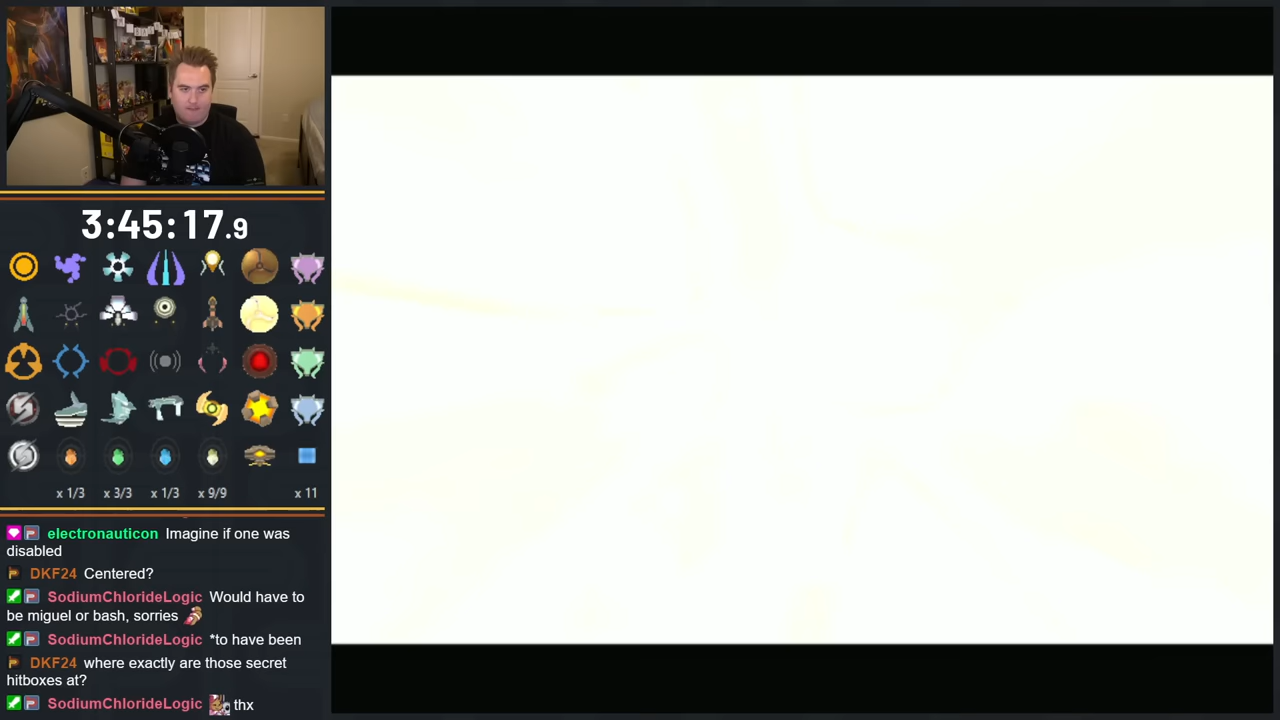 3:45:17.9
x 1/3
x 3/3
x 1/3
x 9/9
x 11
electronauticon Imagine if one was
disabled
DKF24 Centered?
SodiumChlorideLogic Would have to
be miguel or bash, sorries
SodiumChlorideLogic *to have been
DKF24 where exactly are those secret
hitboxes at?
SodiumChlorideLogic thx